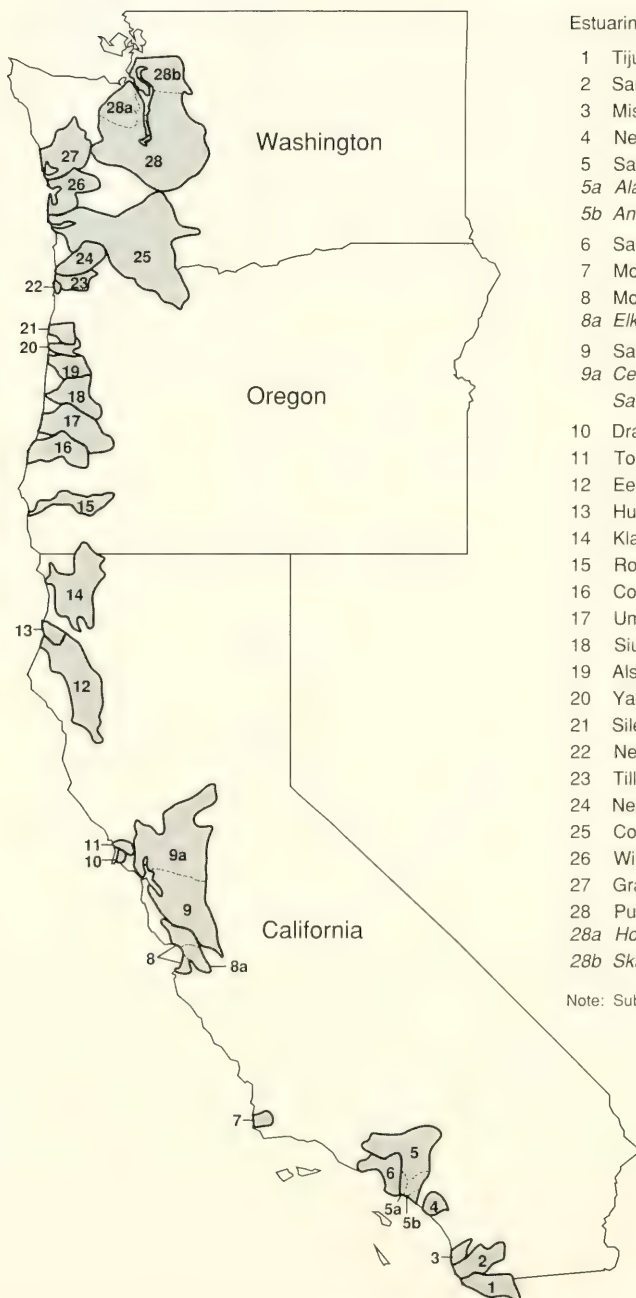 28b
28a
Washington
27
28
26
25
24
22
23
21
20
19
Oregon
18
17
16
15
14
13
12
11
9a
10
9
California
8
8a
7
5
6
4
5a
5b
3
2
1
Estuarin
1 Tiju
2 Sa
3 Mis
4 Ne
5 Sa
5a Ala
5b An
6 Sa
7 Mo
8 Mo
8a Elk
9 Sa
9a Ce
Sa
10 Dra
11 To
12 Ee
13 Hu
14 Kla
15 Ro
16 Co
17 Um
18 Siu
19 Als
20 Ya
21 Sile
22 Ne
23 Till
24 Ne
25 Co
26 Wi
27 Gra
28 Pu
28a Ho
28b Sk
Note: Sub